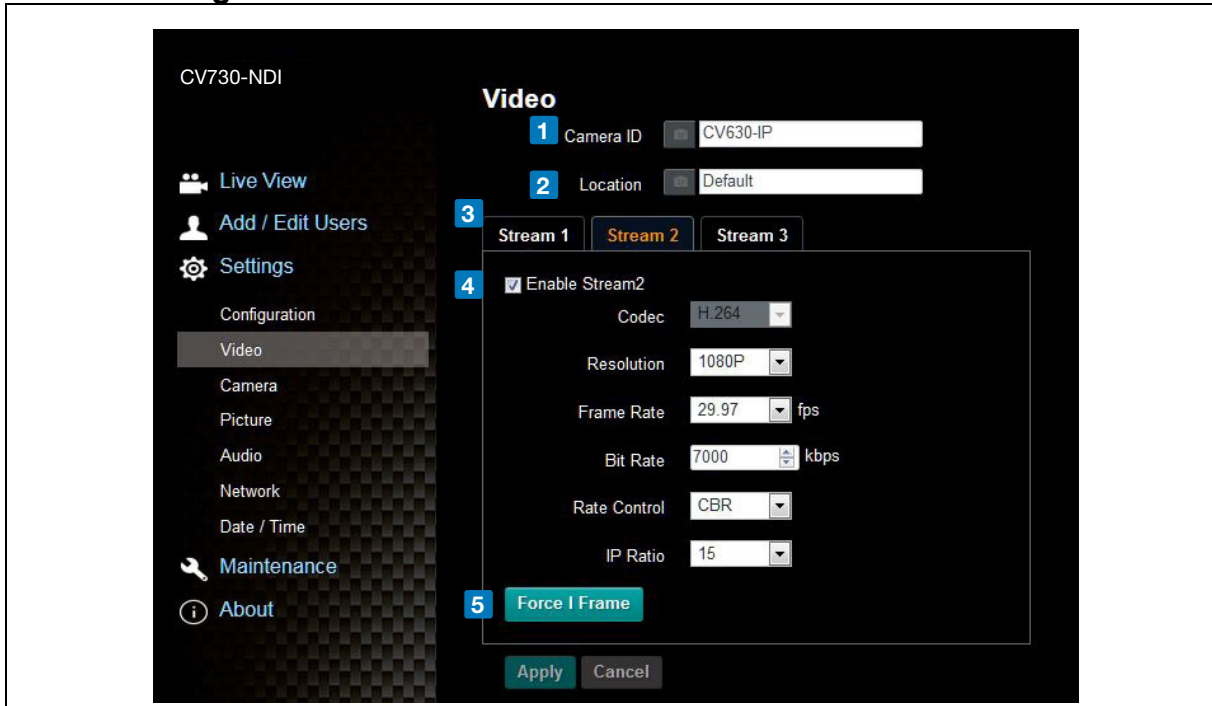 CV730-NDI
Live View
Add / Edit Users
Settings
Configuration
Video
Camera
Picture
Audio
Network
Date / Time
Maintenance
About
Video
1 Camera ID CV630-IP
2 Location Default
3 Stream 1 Stream 2 Stream 3
4 Enable Stream2
Codec H.264
Resolution 1080P
Frame Rate 29.97 fps
Bit Rate 7000 kbps
Rate Control CBR
IP Ratio 15
5 Force I Frame
Apply Cancel